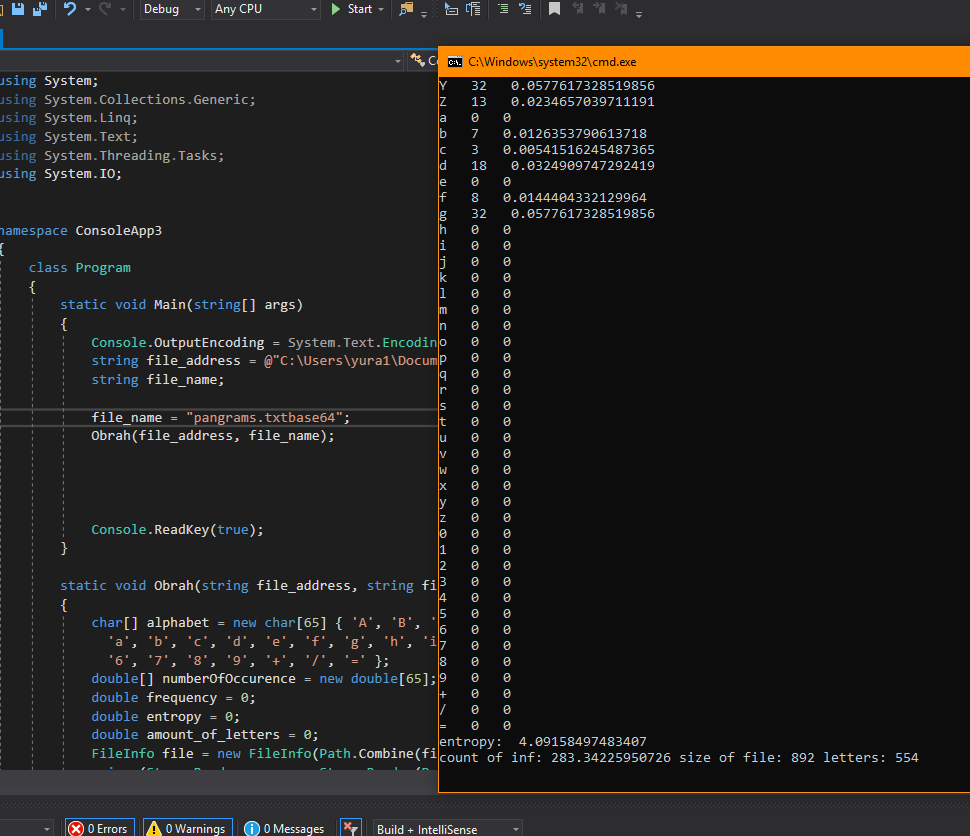 Debug
Any CPU
Start
C:\Windows\system32\cmd.exe
using System;
using System.Collections.Generic;
using System.Linq;
using System.Text;
using System.Threading.Tasks;
using System.IO;
namespace ConsoleApp3
{
class Program
{
static void Main(string[] args)
{
Console.OutputEncoding = System.Text.Encodin
string file_address = @"C:\Users\yura1\Docum
string file_name;
file_name = "pangrams.txtbase64";
Obrah(file_address, file_name);
Console.ReadKey(true);
}
static void Obrah(string file_address, string fi
{
char[] alphabet = new char[65] { 'A', 'B', '
'a', 'b', 'c', 'd', 'e', 'f', 'g', 'h', 'i
'6', '7', '8', '9', '+', '/', '=' };
double[] numberOfOccurence = new double[65];
double frequency = 0;
double entropy = 0;
double amount_of_letters = 0;
FileInfo file = new FileInfo(Path.Combine(fi
Y 32 0.0577617328519856
Z 13 0.0234657039711191
a 0 0
b 7 0.0126353790613718
c 3 0.00541516245487365
d 18 0.0324909747292419
e 0 0
f 8 0.0144404332129964
g 32 0.0577617328519856
h 0 0
i 0 0
j 0 0
k 0 0
l 0 0
m 0 0
n 0 0
o 0 0
p 0 0
q 0 0
r 0 0
s 0 0
t 0 0
u 0 0
v 0 0
w 0 0
x 0 0
y 0 0
z 0 0
0 0 0
1 0 0
2 0 0
3 0 0
4 0 0
5 0 0
6 0 0
7 0 0
8 0 0
9 0 0
+ 0 0
/ 0 0
= 0 0
entropy: 4.09158497483407
count of inf: 283.34225950726 size of file: 892 letters: 554
0 Errors
0 Warnings
0 Messages
Build + IntelliSense